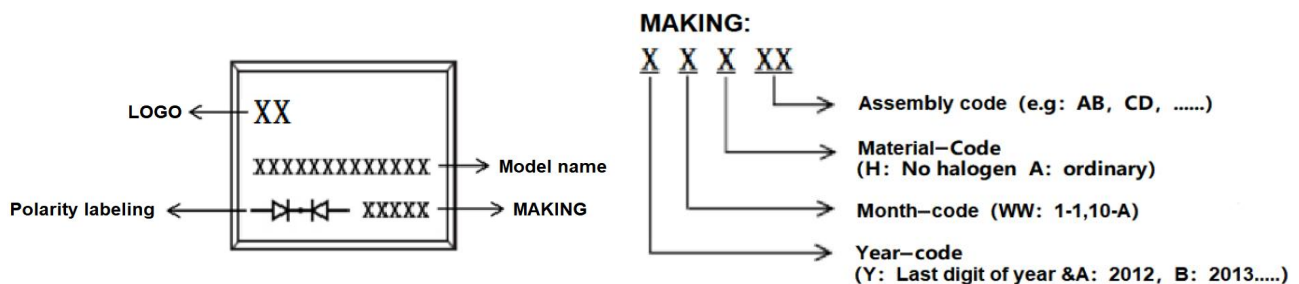 MAKING:
X X X XX
LOGO
XX
Assembly code (e.g: AB, CD, ......)
XXXXXXXXXXXXX
Model name
Material-Code
(H: No halogen A: ordinary)
Polarity labeling
XXXXX
MAKING
Month-code (WW: 1-1,10-A)
Year-code
(Y: Last digit of year &A: 2012, B: 2013.....)